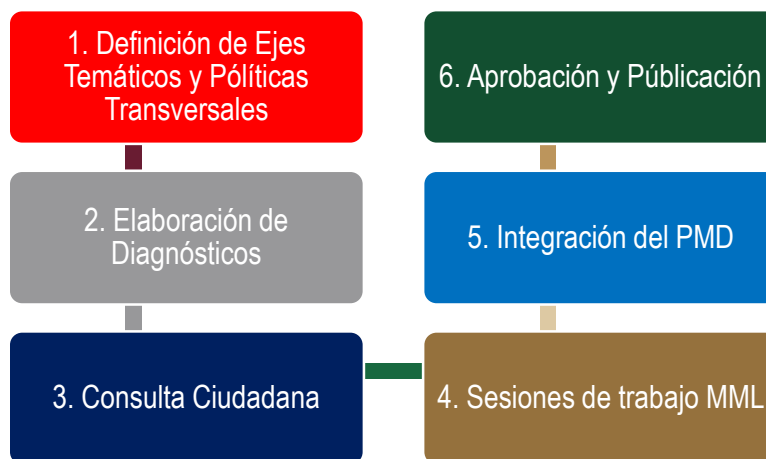 1. Definición de Ejes
Temáticos y Pólíticas
Transversales
2. Elaboración de
Diagnósticos
3. Consulta Ciudadana
4. Sesiones de trabajo MML
5. Integración del PMD
6. Aprobación y Públicación